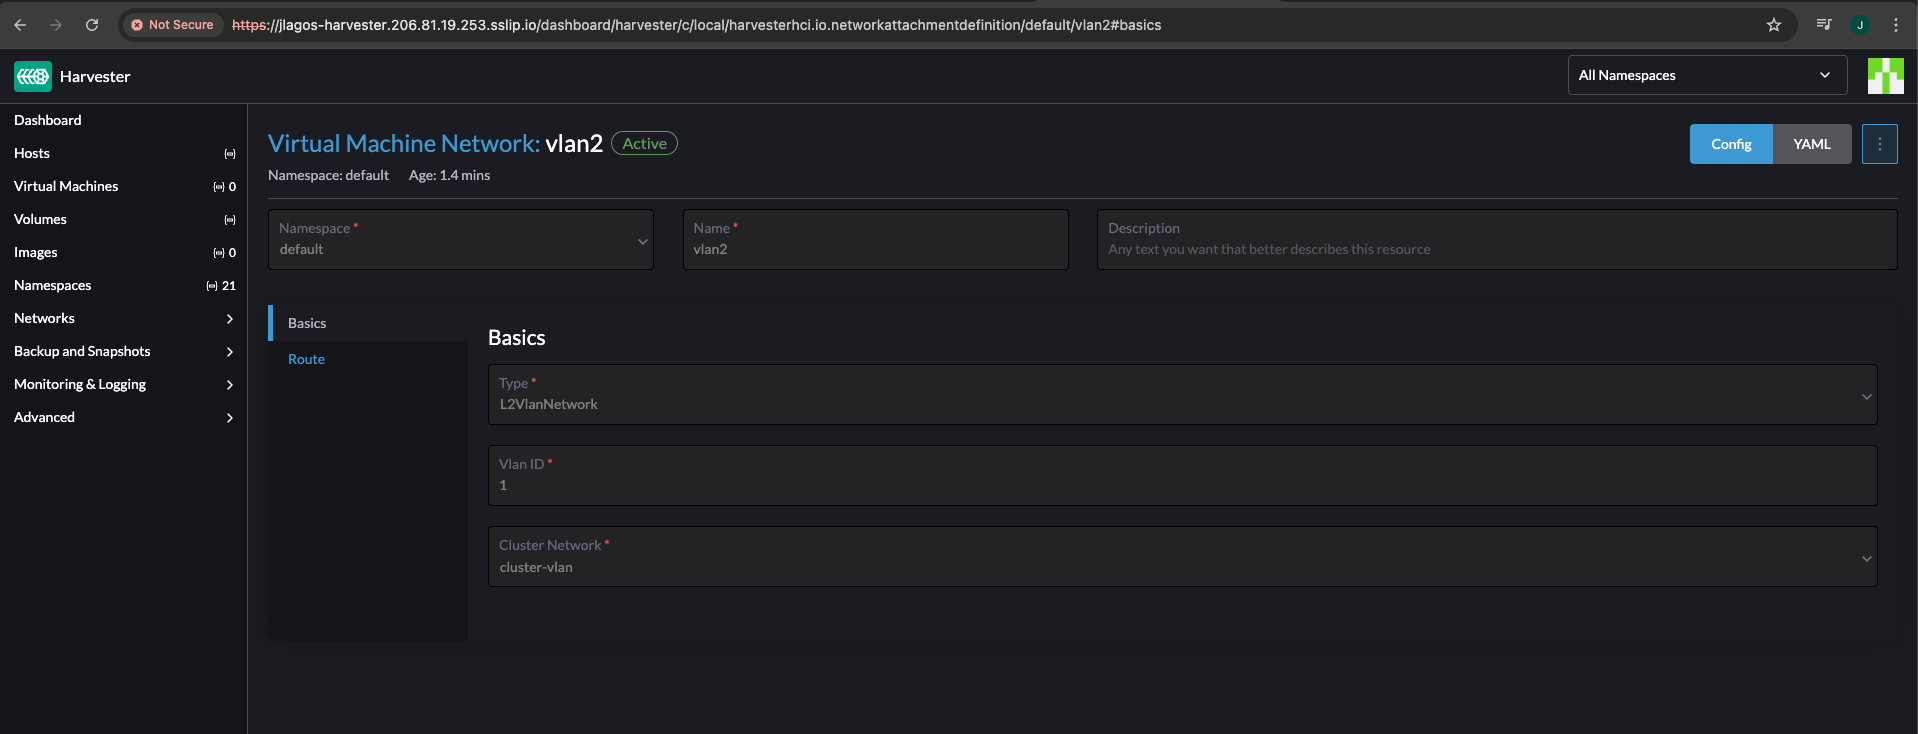 Not Secure https://jlagos-harvester.206.81.19.253.sslip.io/dashboard/harvester/c/local/harvesterhci.io.networkattachmentdefinition/default/vlan2#basics J
Harvester All Namespaces
Dashboard
Hosts
Virtual Machines 0
Volumes
Images 0
Namespaces 21
Networks
Backup and Snapshots
Monitoring & Logging
Advanced
Virtual Machine Network: vlan2 Active
Config YAML
Namespace: default Age: 1.4 mins
Namespace *
default
Name *
vlan2
Description
Any text you want that better describes this resource
Basics
Route
Basics
Type *
L2VlanNetwork
Vlan ID *
1
Cluster Network *
cluster-vlan